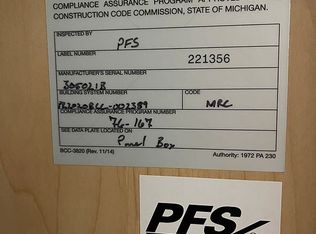 COMPLIANCE ASSURANCE PROGRAM
CONSTRUCTION CODE COMMISSION, STATE OF MICHIGAN.
INSPECTED BY
PFS
LABEL NUMBER
221356
MANUFACTURER'S SERIAL NUMBER
305021B
BUILDING SYSTEM NUMBER
CODE
MRC
COMPLIANCE ASSURANCE PROGRAM NUMBER
76-167
SEE DATA PLATE LOCATED ON
Panel Box
BCC-3820 (Rev. 11/14)
Authority: 1972 PA 230
PFS